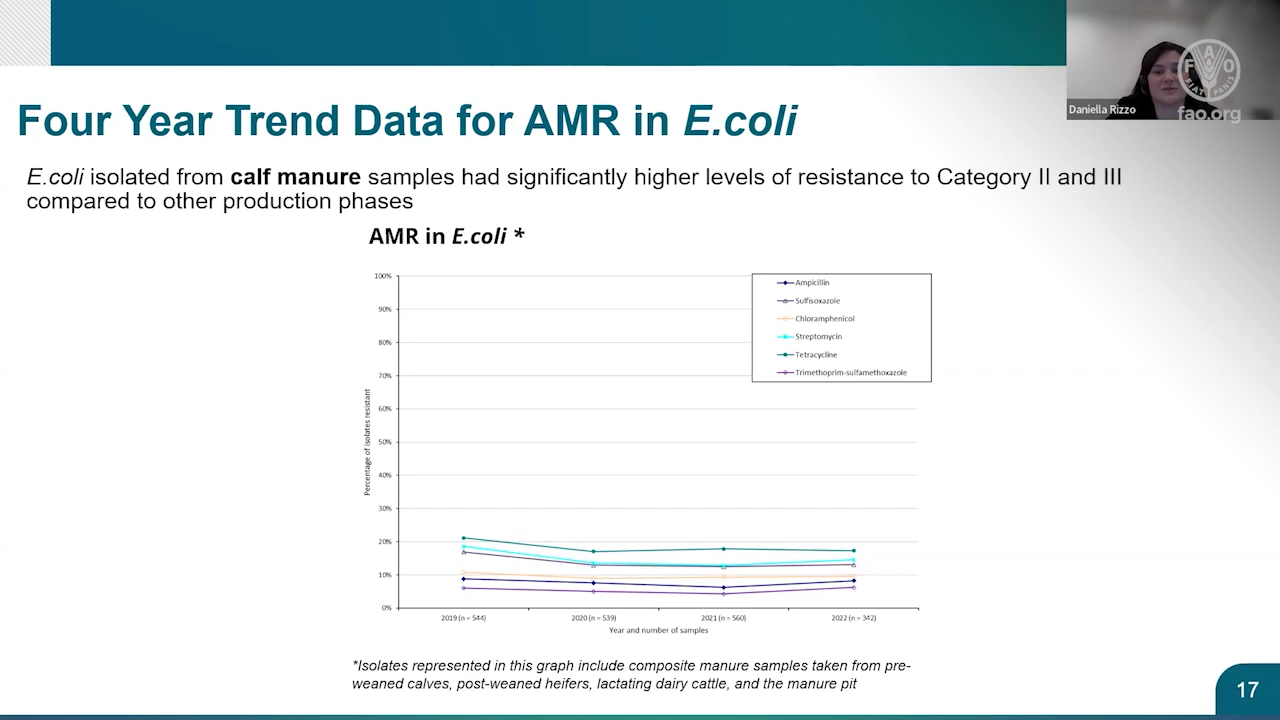 Daniella Rizzo
FAO
FIAT PANIS
fao.org
Four Year Trend Data for AMR in E.coli
E.coli isolated from calf manure samples had significantly higher levels of resistance to Category II and III
compared to other production phases
AMR in E.coli *
100%
90%
80%
70%
60%
50%
40%
30%
20%
10%
0%
Percentage of isolates resistant
Ampicillin
Sulfisoxazole
Chloramphenicol
Streptomycin
Tetracycline
Trimethoprim-sulfamethoxazole
2019 (n = 544)
2020 (n = 539)
2021 (n = 560)
2022 (n = 342)
Year and number of samples
*Isolates represented in this graph include composite manure samples taken from pre-
weaned calves, post-weaned heifers, lactating dairy cattle, and the manure pit
17